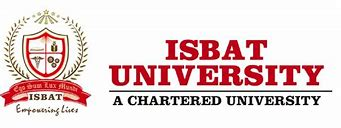 Ego Sum Lux Mundi
ISBAT
Empowering Lives
ISBAT
UNIVERSITY
A CHARTERED UNIVERSITY